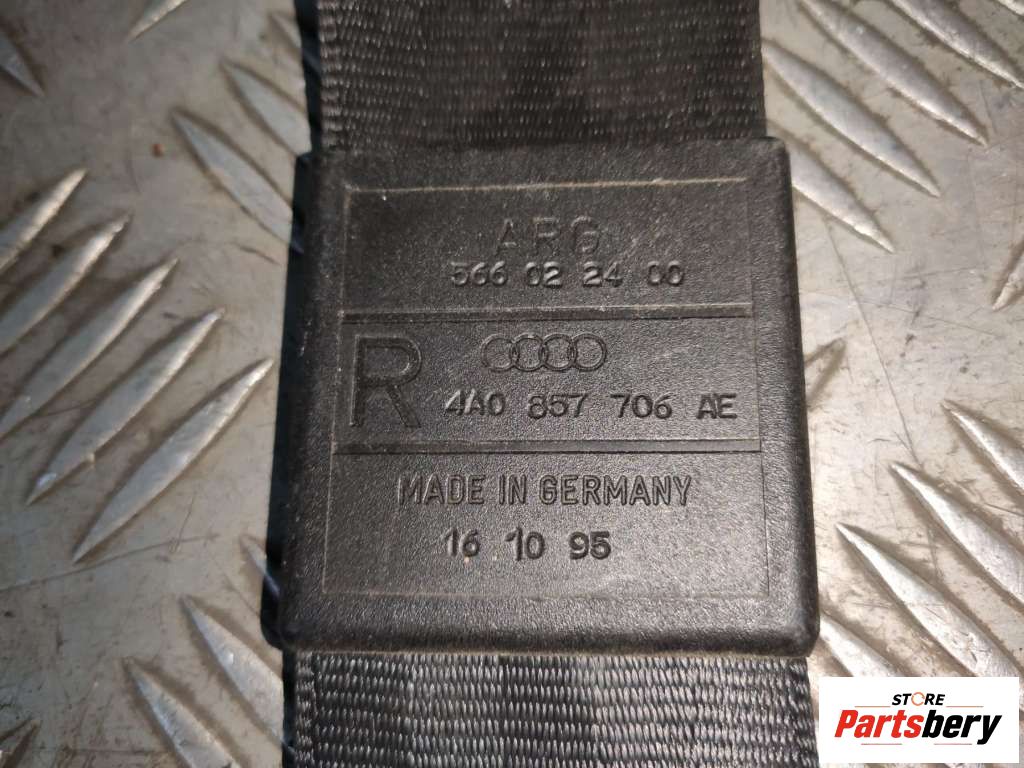 ARG
566 02 24 00
R
4A0 857 706 AE
MADE IN GERMANY
16 10 95
STORE
Partsbery